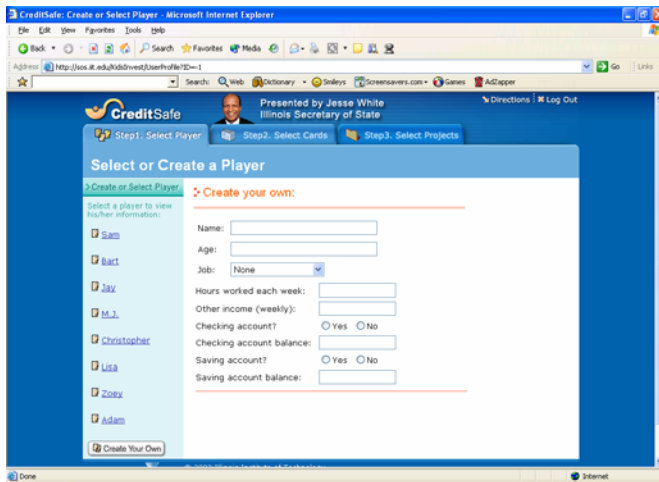 CreditSafe: Create or Select Player - Microsoft Internet Explorer
File Edit View Favorites Tools Help
Back Search Favorites Media
Address http://sos.iit.edu/KidsInvest/UserProfile?ID=-1 Go Links
Search: Web Dictionary Smileys Screensavers.com Games AdZapper
CreditSafe
Presented by Jesse White
Illinois Secretary of State
Directions | Log Out
Step1. Select Player Step2. Select Cards Step3. Select Projects
Select or Create a Player
Create or Select Player
Select a player to view
his/her information:
Sam
Bart
Jay
M.J.
Christopher
Lisa
Zoey
Adam
Create Your Own
Create your own:
Name:
Age:
Job: None
Hours worked each week:
Other income (weekly):
Checking account? Yes No
Checking account balance:
Saving account? Yes No
Saving account balance:
© 2003 Illinois Institute of Technology
Done Internet